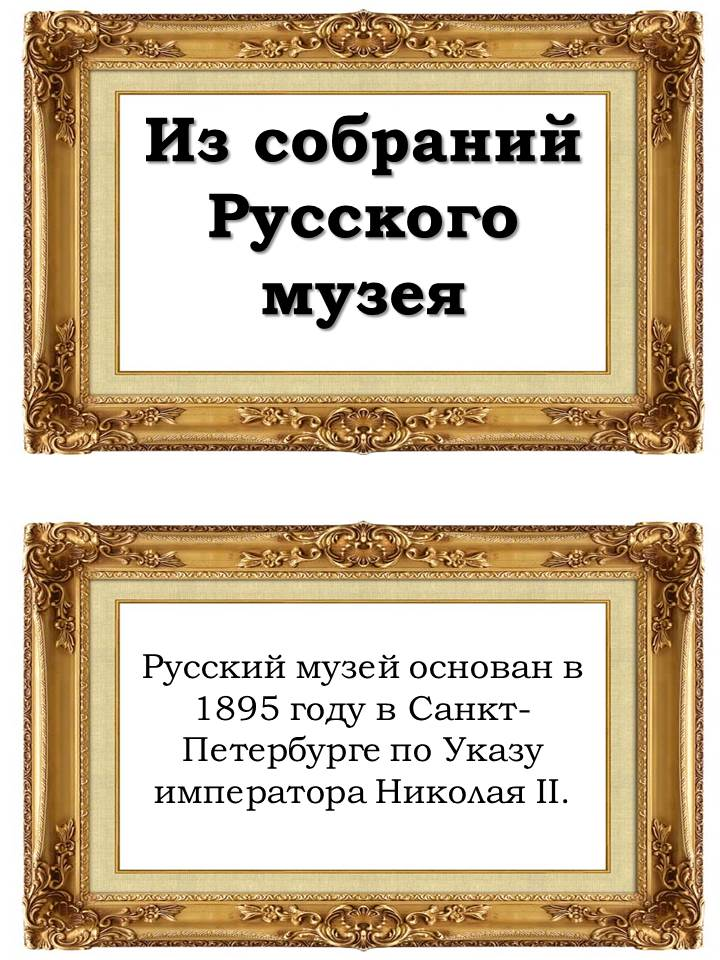 Из собраний
Русского
музея
Русский музей основан в
1895 году в Санкт-
Петербурге по Указу
императора Николая II.